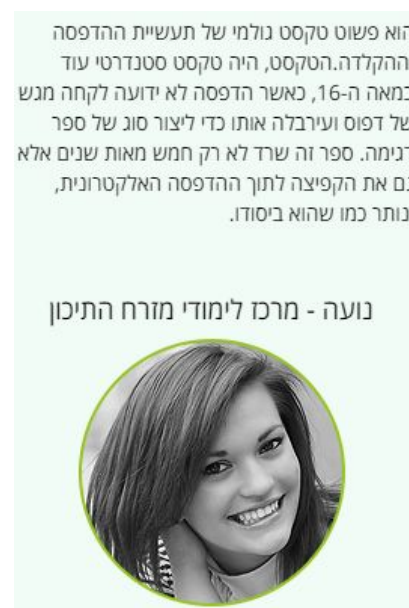 הוא פשוט טקסט גולמי של תעשיית ההדפסה
וההקלדה.הטקסט, היה טקסט סטנדרטי עוד
במאה ה-16, כאשר הדפסה לא ידועה לקחה מגש
של דפוס ועירבלה אותו כדי ליצור סוג של ספר
דגימה. ספר זה שרד לא רק חמש מאות שנים אלא
גם את הקפיצה לתוך ההדפסה האלקטרונית,
נותר כמו שהוא ביסודו.
נועה - מרכז לימודי מזרח התיכון